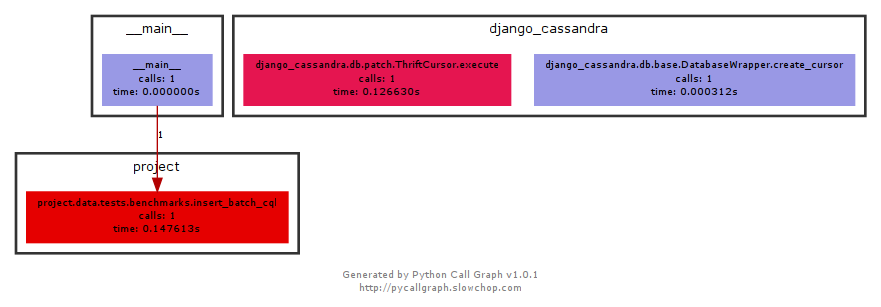 __main__
__main__
calls: 1
time: 0.000000s
django_cassandra
django_cassandra.db.patch.ThriftCursor.execute
calls: 1
time: 0.126630s
django_cassandra.db.base.DatabaseWrapper.create_cursor
calls: 1
time: 0.000312s
1
project
project.data.tests.benchmarks.insert_batch_cql
calls: 1
time: 0.147613s
Generated by Python Call Graph v1.0.1
http://pycallgraph.slowchop.com